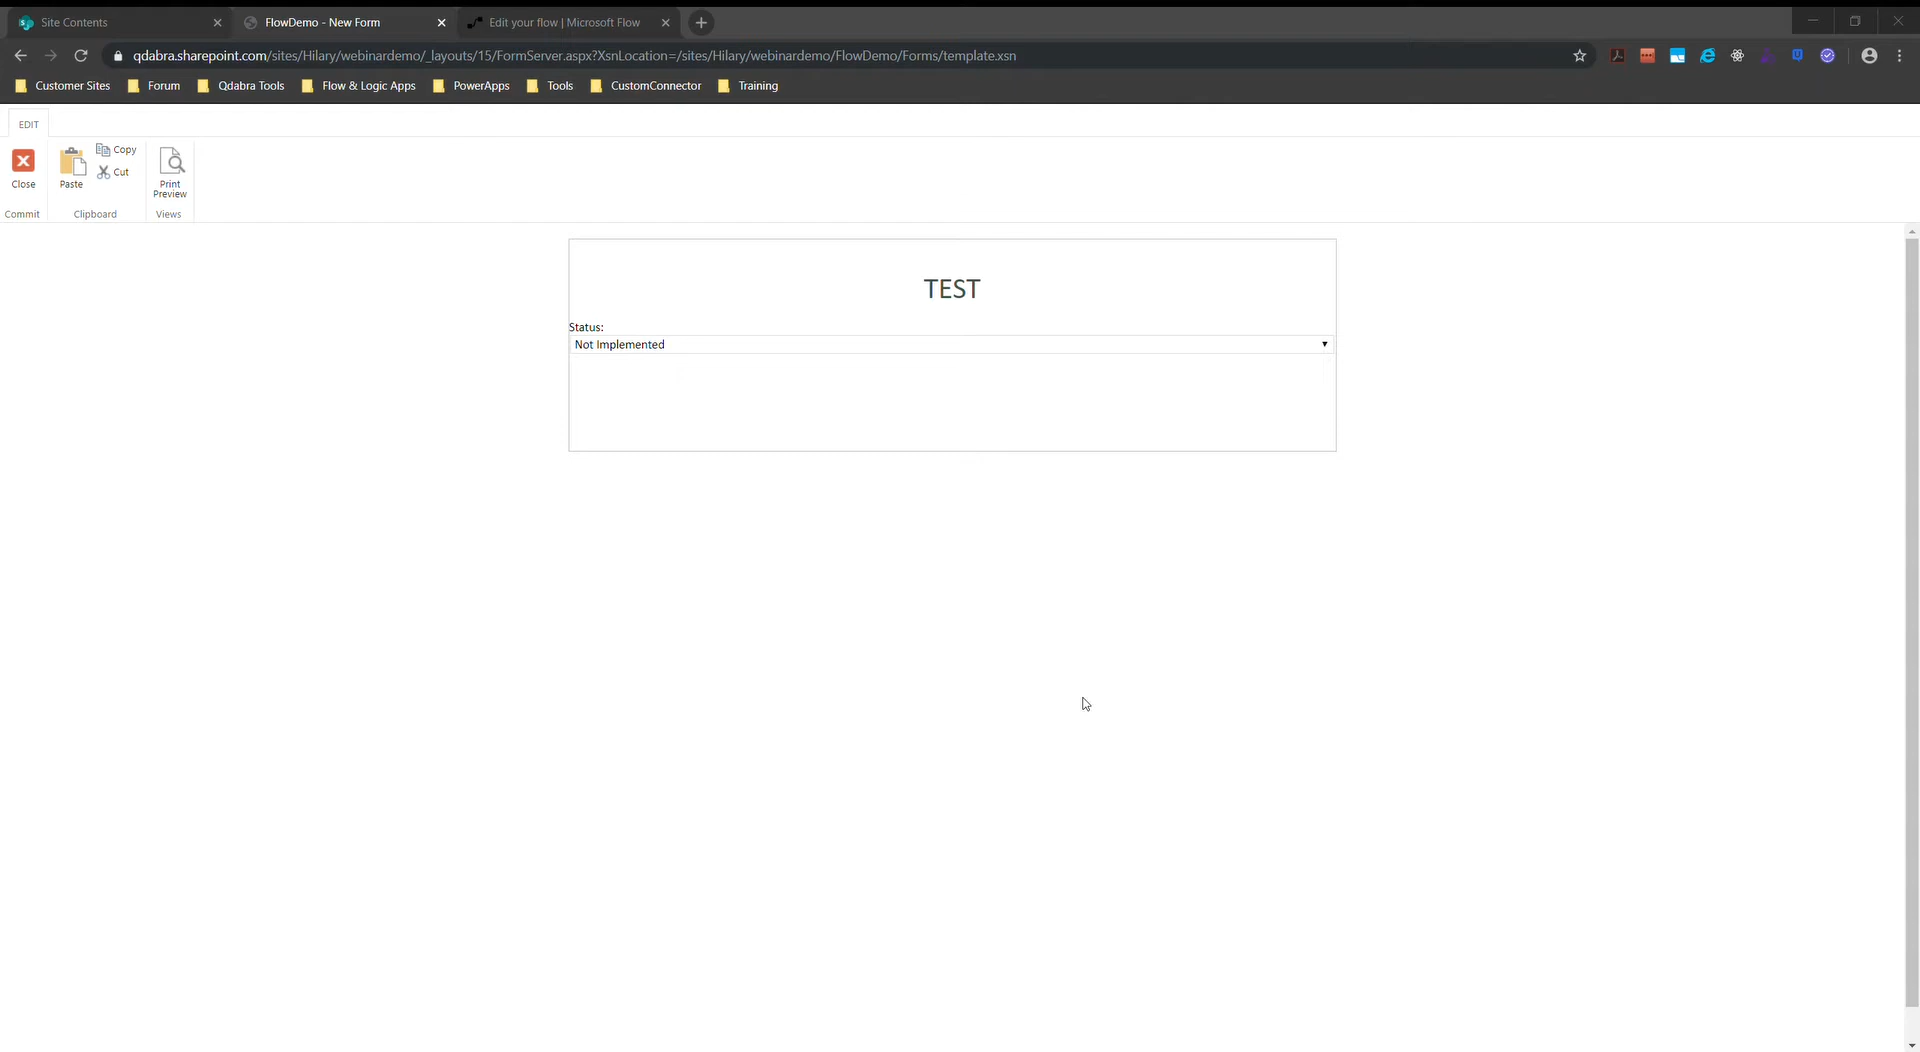 Site Contents
FlowDemo - New Form
Edit your flow | Microsoft Flow
qdabra.sharepoint.com/sites/Hilary/webinardemo/_layouts/15/FormServer.aspx?XsnLocation=/sites/Hilary/webinardemo/FlowDemo/Forms/template.xsn
Customer Sites
Forum
Qdabra Tools
Flow & Logic Apps
PowerApps
Tools
CustomConnector
Training
EDIT
Close
Paste
Copy
Cut
Print
Preview
Commit
Clipboard
Views
TEST
Status:
Not Implemented